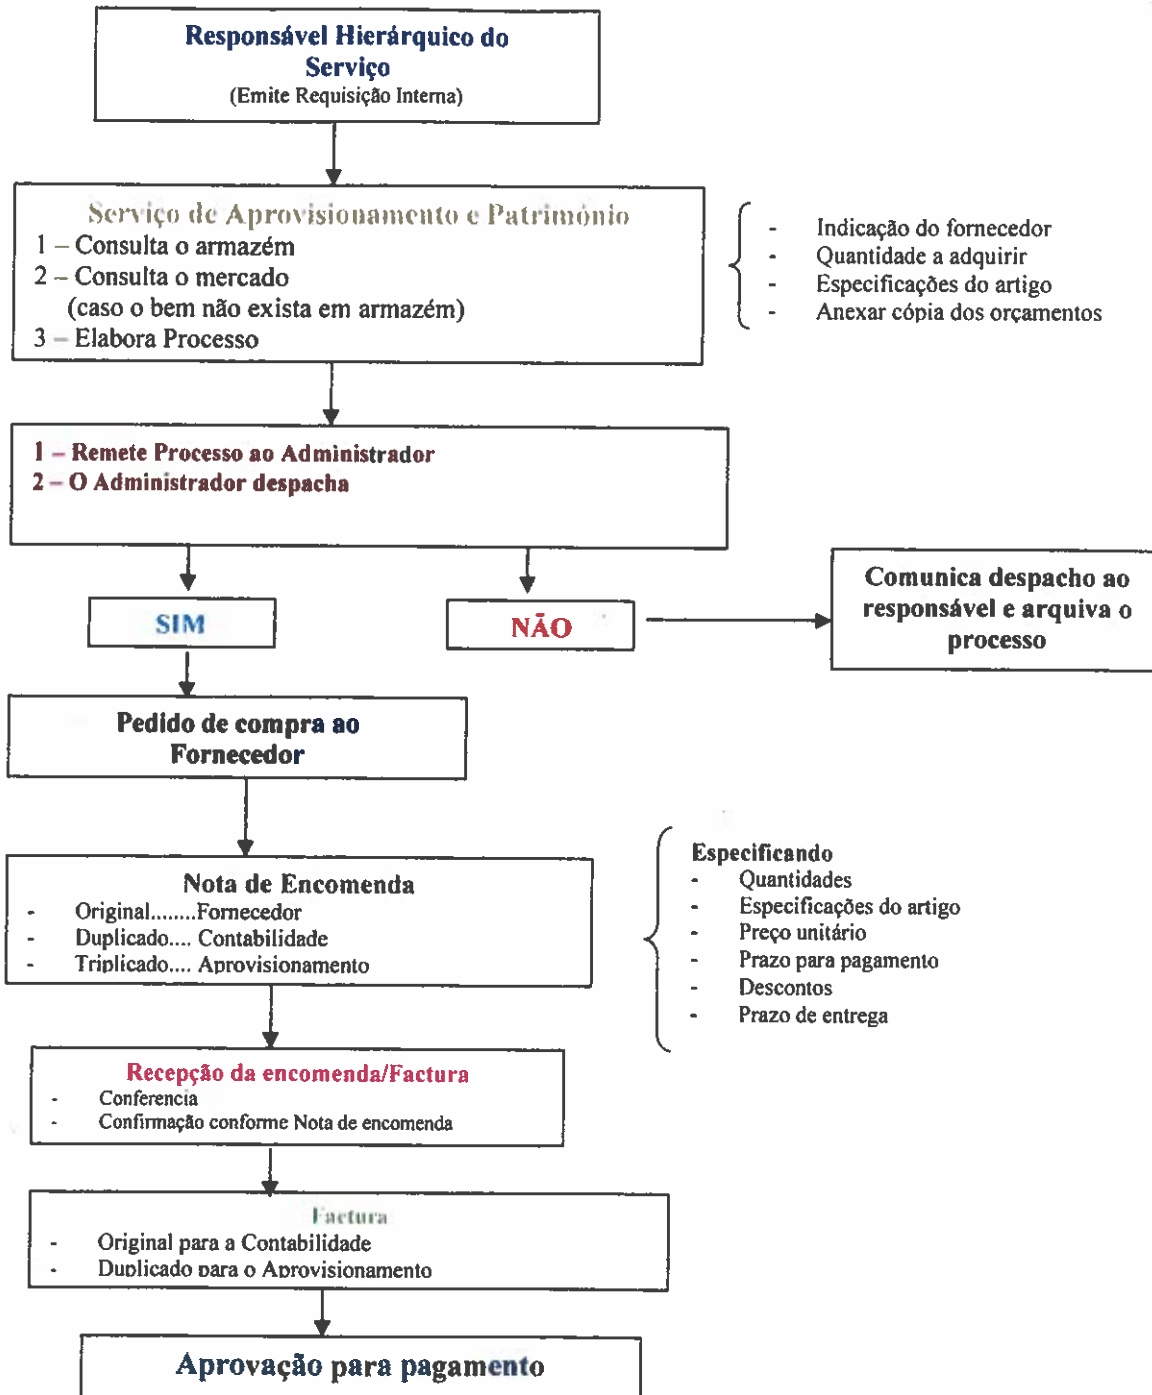 Responsável Hierárquico do
Serviço
(Emite Requisição Interna)
Serviço de Aprovisionamento e Património
1 – Consulta o armazém
2 – Consulta o mercado
(caso o bem não exista em armazém)
3 – Elabora Processo
- Indicação do fornecedor
- Quantidade a adquirir
- Especificações do artigo
- Anexar cópia dos orçamentos
1 – Remete Processo ao Administrador
2 – O Administrador despacha
SIM
NÃO
Comunica despacho ao
responsável e arquiva o
processo
Pedido de compra ao
Fornecedor
Nota de Encomenda
- Original........Fornecedor
- Duplicado.... Contabilidade
- Triplicado.... Aprovisionamento
Especificando
- Quantidades
- Especificações do artigo
- Preço unitário
- Prazo para pagamento
- Descontos
- Prazo de entrega
Recepção da encomenda/Factura
- Conferencia
- Confirmação conforme Nota de encomenda
Factura
- Original para a Contabilidade
- Duplicado para o Aprovisionamento
Aprovação para pagamento